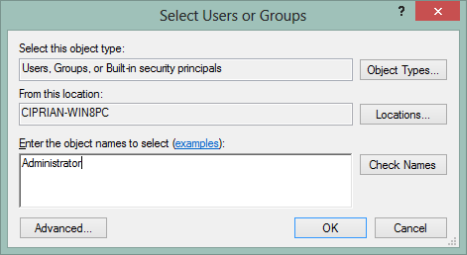 Select Users or Groups
? x
Select this object type:
Users, Groups, or Built-in security principals
Object Types...
From this location:
CIPRIAN-WIN8PC
Locations...
Enter the object names to select (examples):
Administrator
Check Names
Advanced...
OK
Cancel